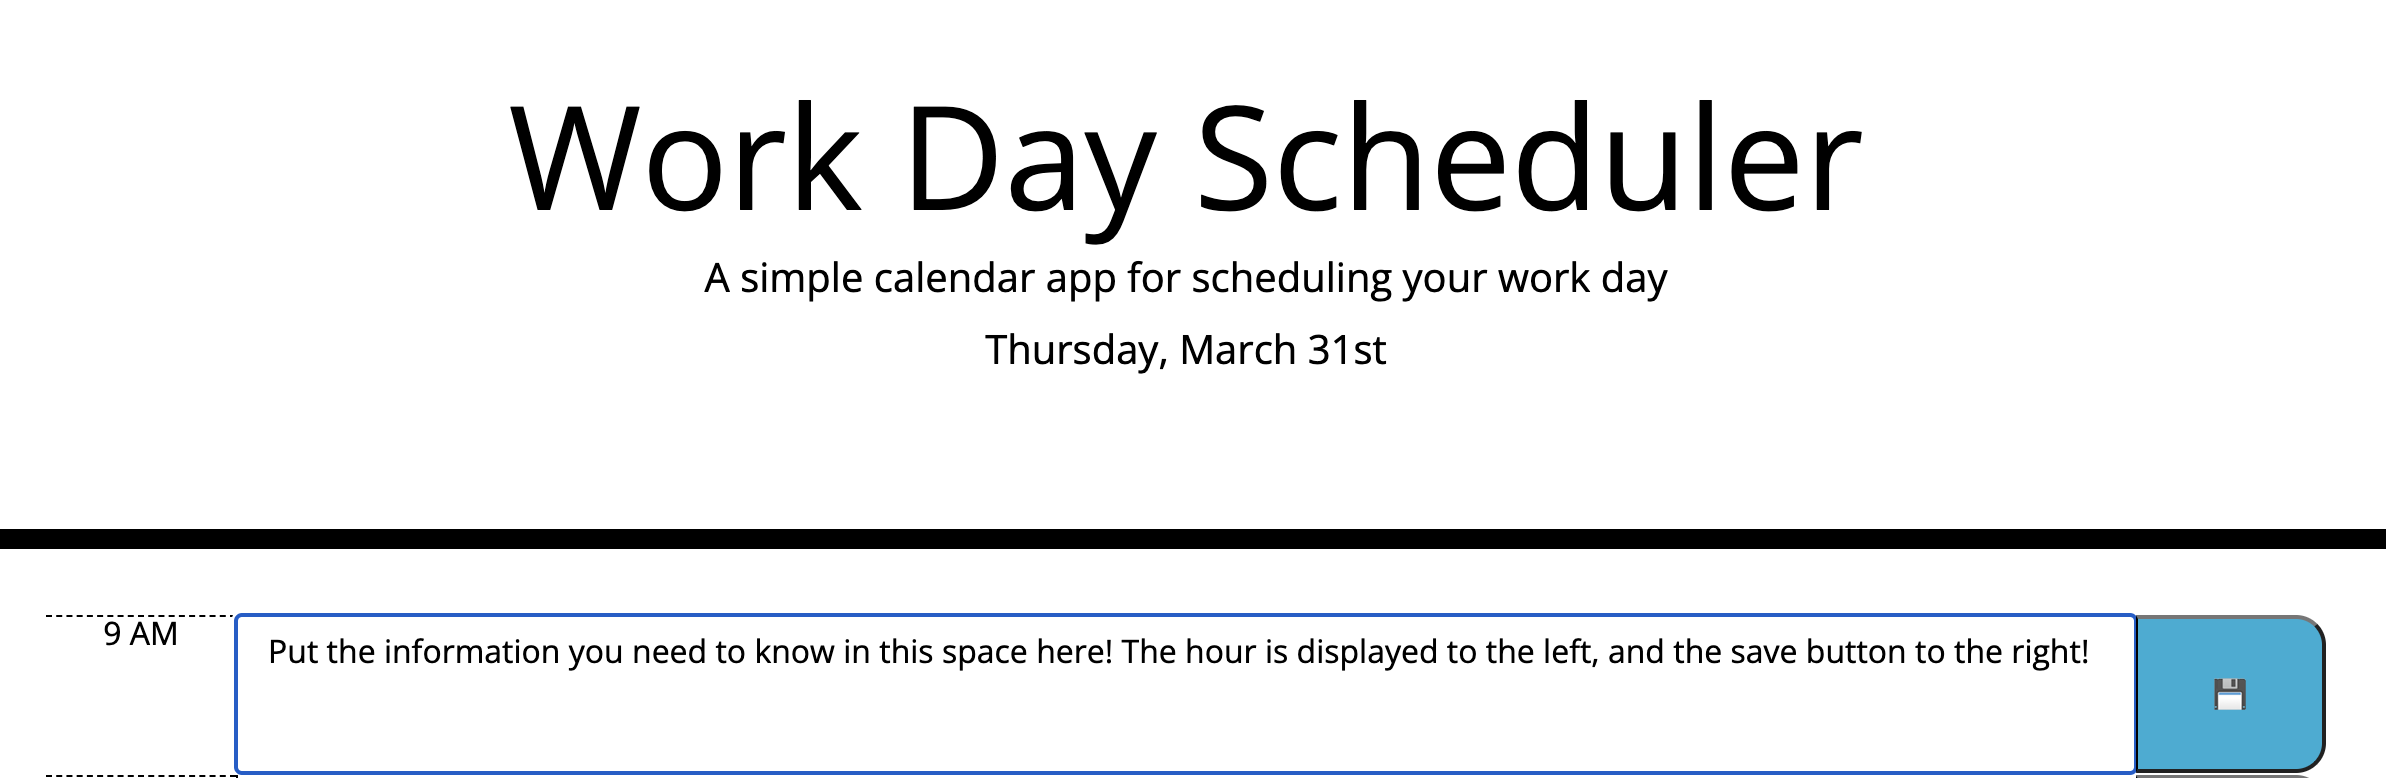 Work Day Scheduler
A simple calendar app for scheduling your work day
Thursday, March 31st
9 AM
Put the information you need to know in this space here! The hour is displayed to the left, and the save button to the right!